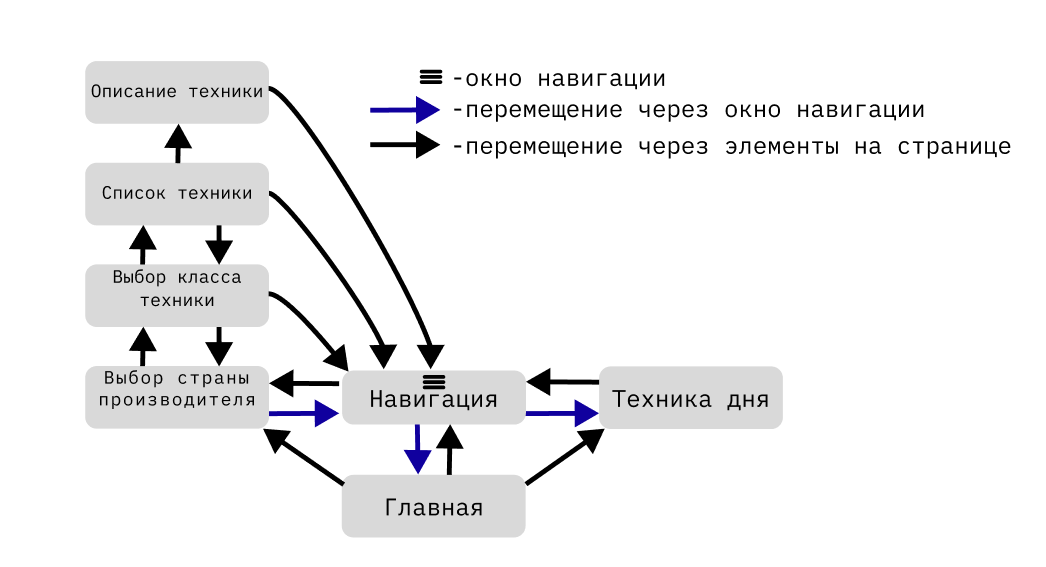 -окно навигации
-перемещение через окно навигации
-перемещение через элементы на странице
Описание техники
Список техники
Выбор класса
техники
Выбор страны
производителя
Навигация
Техника дня
Главная